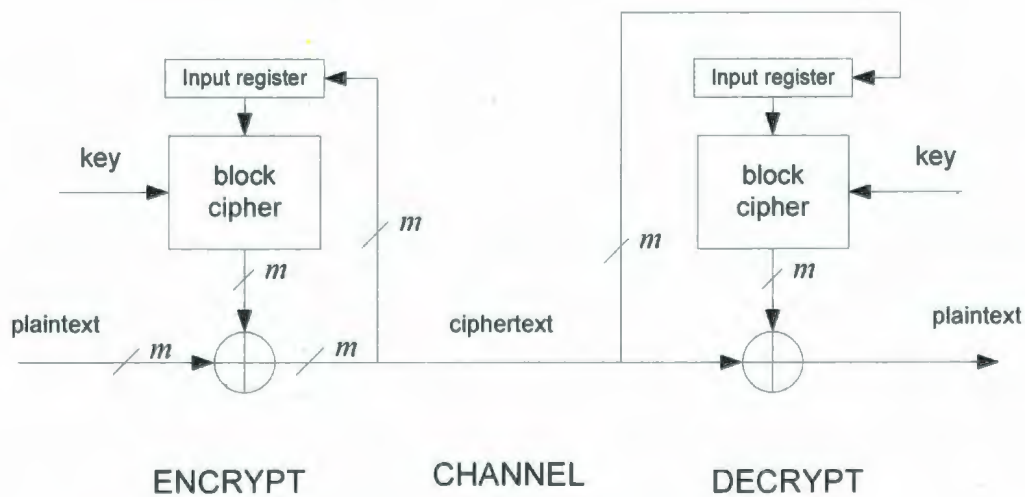 Input register
Input register
key
block
cipher
block
cipher
key
m
m
m
m
plaintext
m
m
ciphertext
plaintext
ENCRYPT
CHANNEL
DECRYPT